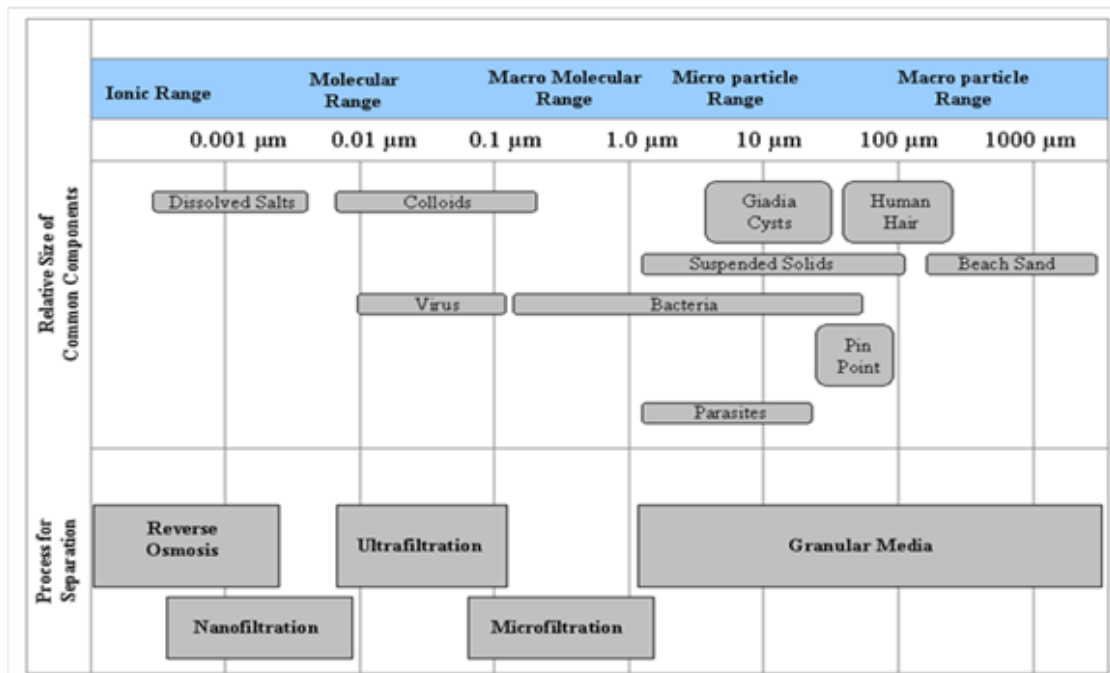 Ionic Range
Molecular
Range
Macro Molecular
Range
Micro particle
Range
Macro particle
Range
0.001 µm
0.01 µm
0.1 µm
1.0 µm
10 µm
100 µm
1000 µm
Relative Size of
Common Components
Dissolved Salts
Colloids
Giadia
Cysts
Human
Hair
Suspended Solids
Beach Sand
Virus
Bacteria
Pin
Point
Parasites
Process for
Separation
Reverse
Osmosis
Ultrafiltration
Granular Media
Nanofiltration
Microfiltration